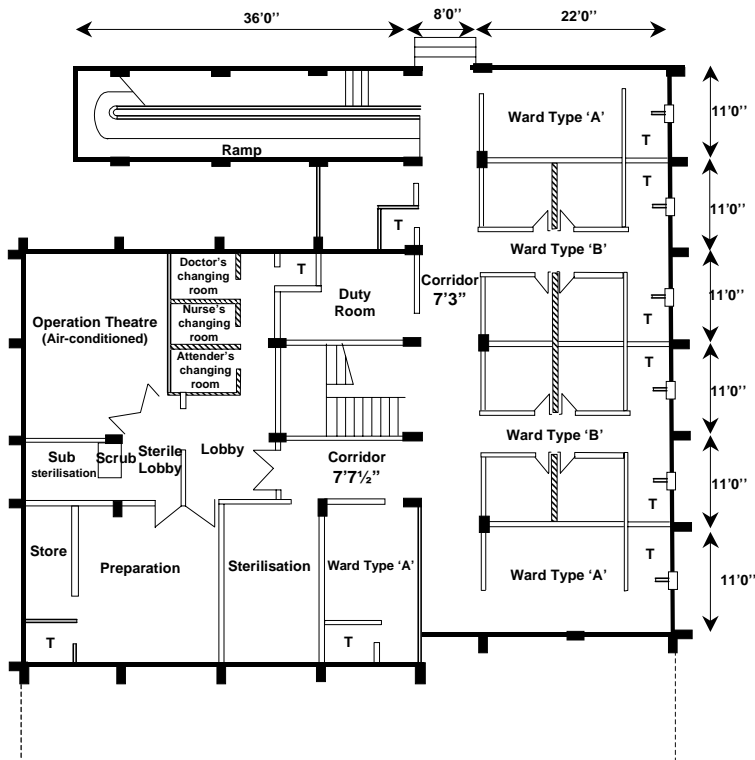 36'0''
8'0''
22'0''
Ward Type ‘A’
T
11'0''
Ramp
T
11'0''
T
Ward Type ‘B’
Doctor’s
changing
room
T
Duty
Room
Corridor
7'3”
T
11'0''
Operation Theatre
(Air-conditioned)
Nurse’s
changing
room
Attender’s
changing
room
T
11'0''
Sub
sterilisation
Scrub
Sterile
Lobby
Lobby
Corridor
7'7½”
Ward Type ‘B’
T
11'0''
Store
Preparation
Sterilisation
Ward Type ‘A’
Ward Type ‘A’
T
11'0''
T
T